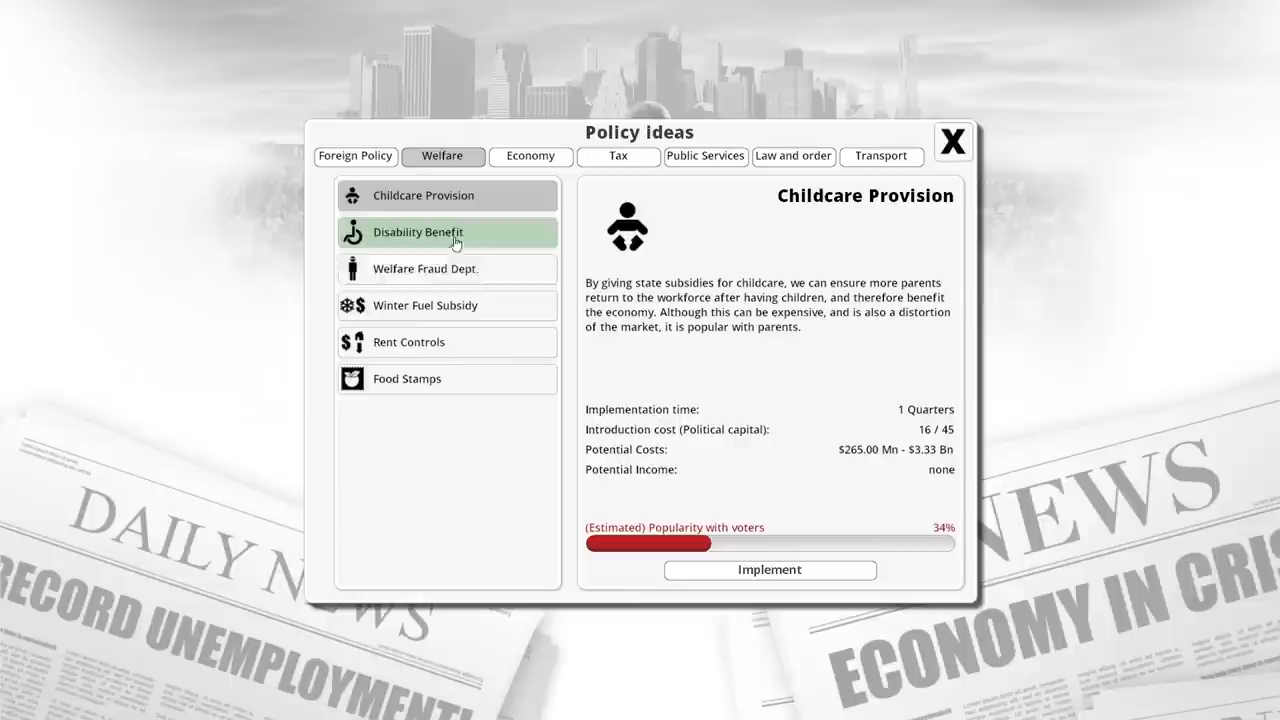 Policy ideas
X
Foreign Policy
Welfare
Economy
Tax
Public Services
Law and order
Transport
Childcare Provision
Disability Benefit
Welfare Fraud Dept.
Winter Fuel Subsidy
Rent Controls
Food Stamps
Childcare Provision
By giving state subsidies for childcare, we can ensure more parents
return to the workforce after having children, and therefore benefit
the economy. Although this can be expensive, and is also a distortion
of the market, it is popular with parents.
Implementation time: 1 Quarters
Introduction cost (Political capital): 16 / 45
Potential Costs: $265.00 Mn - $3.33 Bn
Potential Income: none
(Estimated) Popularity with voters 34%
Implement
DAILY NEWS
RECORD UNEMPLOYMENT!
NEWS
ECONOMY IN CRIS